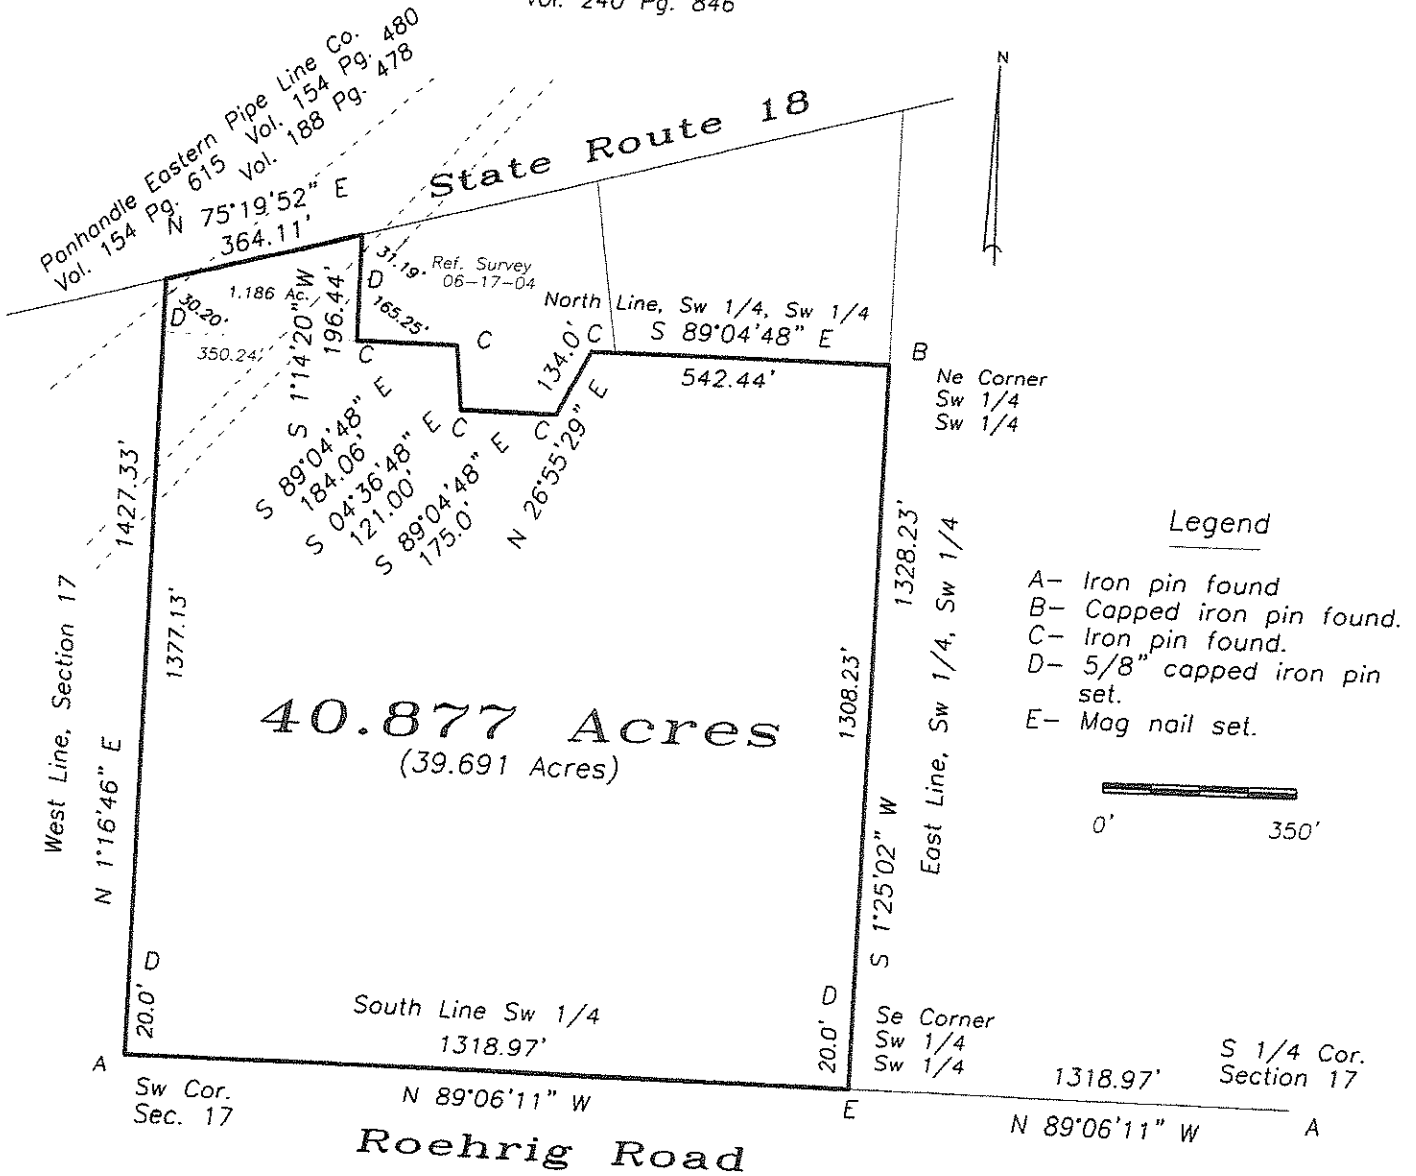 Vol. 240 Pg. 846
Panhandle Eastern Pipe Line Co.
Vol. 154 Pg. 615 Vol. 154 Pg. 480
Vol. 188 Pg. 478
N 75°19'52" E
364.11'
State Route 18
N
30.20'
D
1.186 Ac.
350.24'
S 1°14'20" W
196.44'
31.19'
D
165.25'
Ref. Survey
06-17-04
North Line, Sw 1/4, Sw 1/4
S 89°04'48" E
542.44'
C
C
C
C
C
134.0'
B
Ne Corner
Sw 1/4
Sw 1/4
S 89°04'48" E
184.06'
S 04°36'48" E
121.00'
S 89°04'48" E
175.0'
N 26°55'29" E
1427.33'
1377.13'
West Line, Section 17
N 1°16'46" E
1328.23'
1308.23'
East Line, Sw 1/4, Sw 1/4
S 1°25'02" W
Legend
A- Iron pin found
B- Capped iron pin found.
C- Iron pin found.
D- 5/8" capped iron pin
set.
E- Mag nail set.
0' 350'
40.877 Acres
(39.691 Acres)
D
20.0'
A
Sw Cor.
Sec. 17
South Line Sw 1/4
1318.97'
N 89°06'11" W
D
20.0'
E
Se Corner
Sw 1/4
Sw 1/4
1318.97'
N 89°06'11" W
S 1/4 Cor.
Section 17
A
Roehrig Road